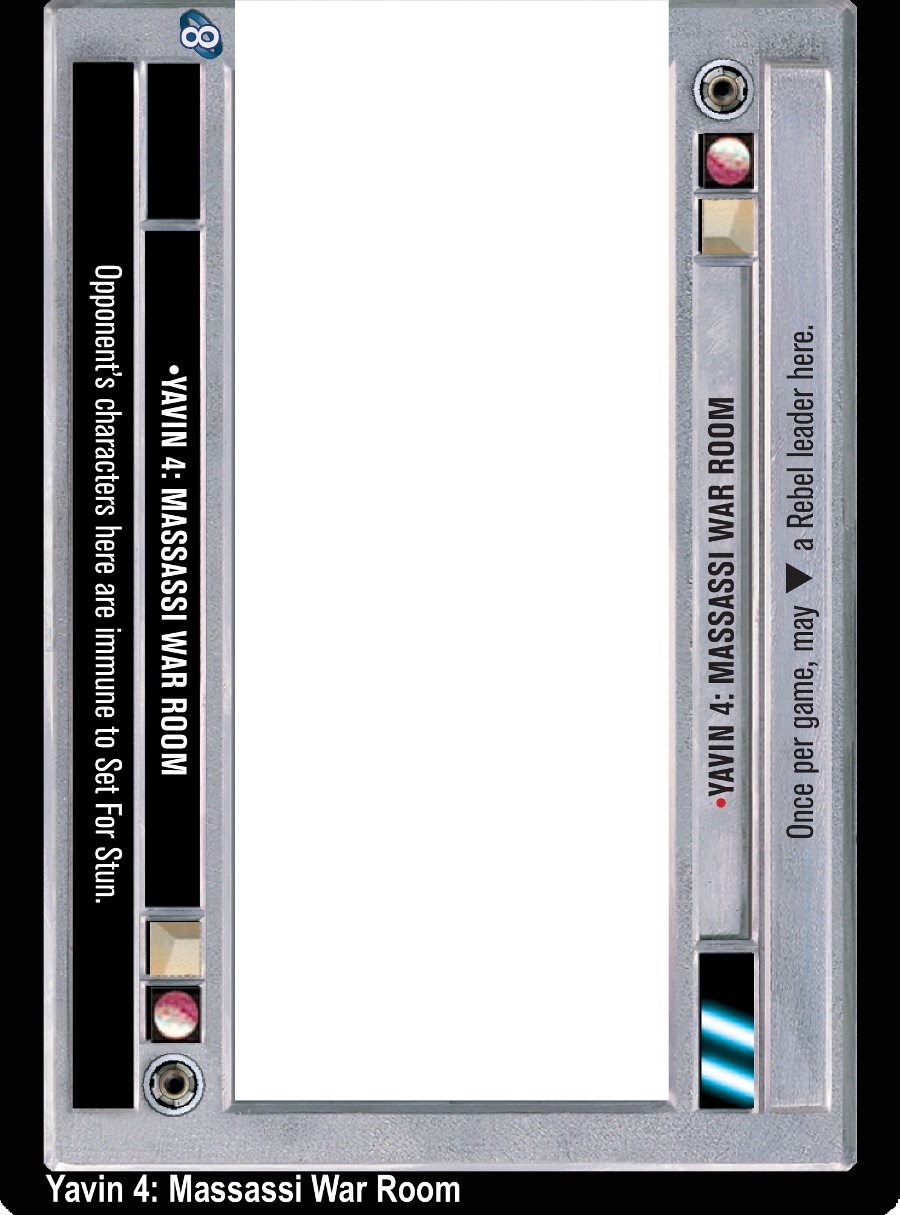 8
Opponent's characters here are immune to Set For Stun.
•YAVIN 4: MASSASSI WAR ROOM
•YAVIN 4: MASSASSI WAR ROOM
Once per game, may ▼ a Rebel leader here.
Yavin 4: Massassi War Room